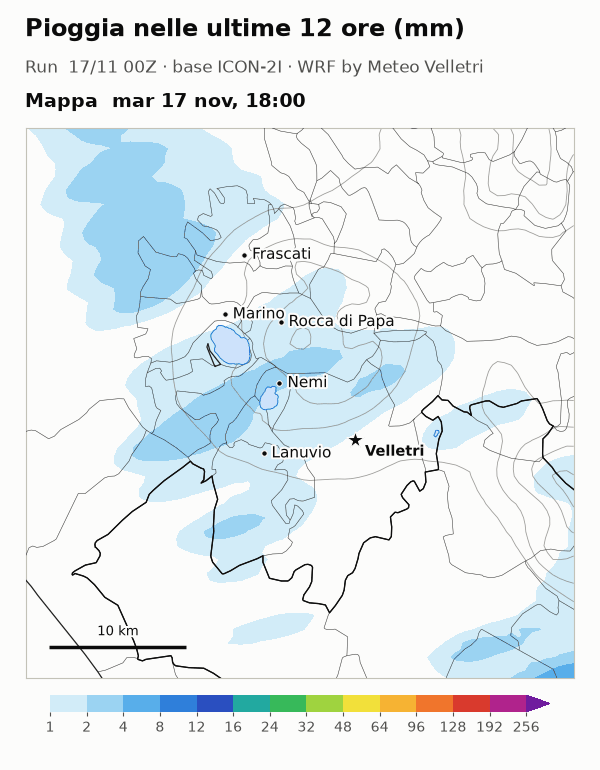 Pioggia nelle ultime 12 ore (mm)
Run  17/11 00Z · base ICON-2I · WRF by Meteo Velletri
Mappa  mar 17 nov, 18:00
Frascati
Marino
Rocca di Papa
Nemi
Velletri
Lanuvio
10 km
1 2 4 8 12 16 24 32 48 64 96 128 192 256